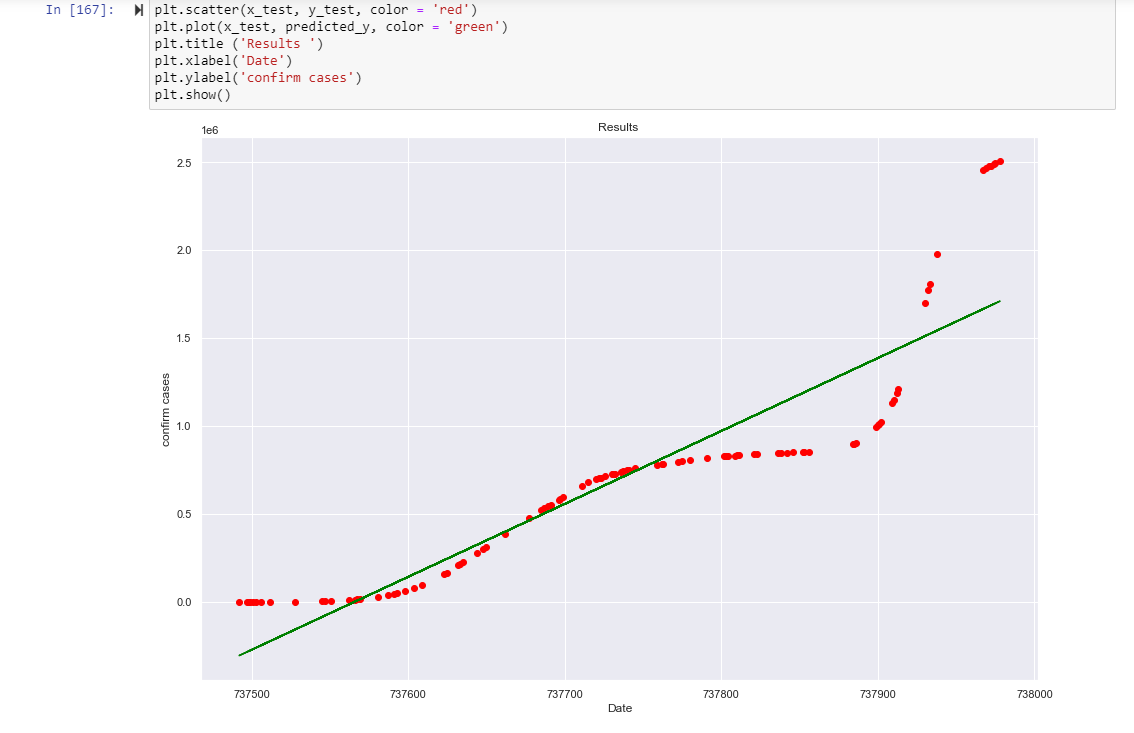 In [167]:
plt.scatter(x_test, y_test, color = 'red')
plt.plot(x_test, predicted_y, color = 'green')
plt.title ('Results ')
plt.xlabel('Date')
plt.ylabel('confirm cases')
plt.show()
1e6
Results
2.5
2.0
1.5
1.0
0.5
0.0
confirm cases
737500 737600 737700 737800 737900 738000
Date